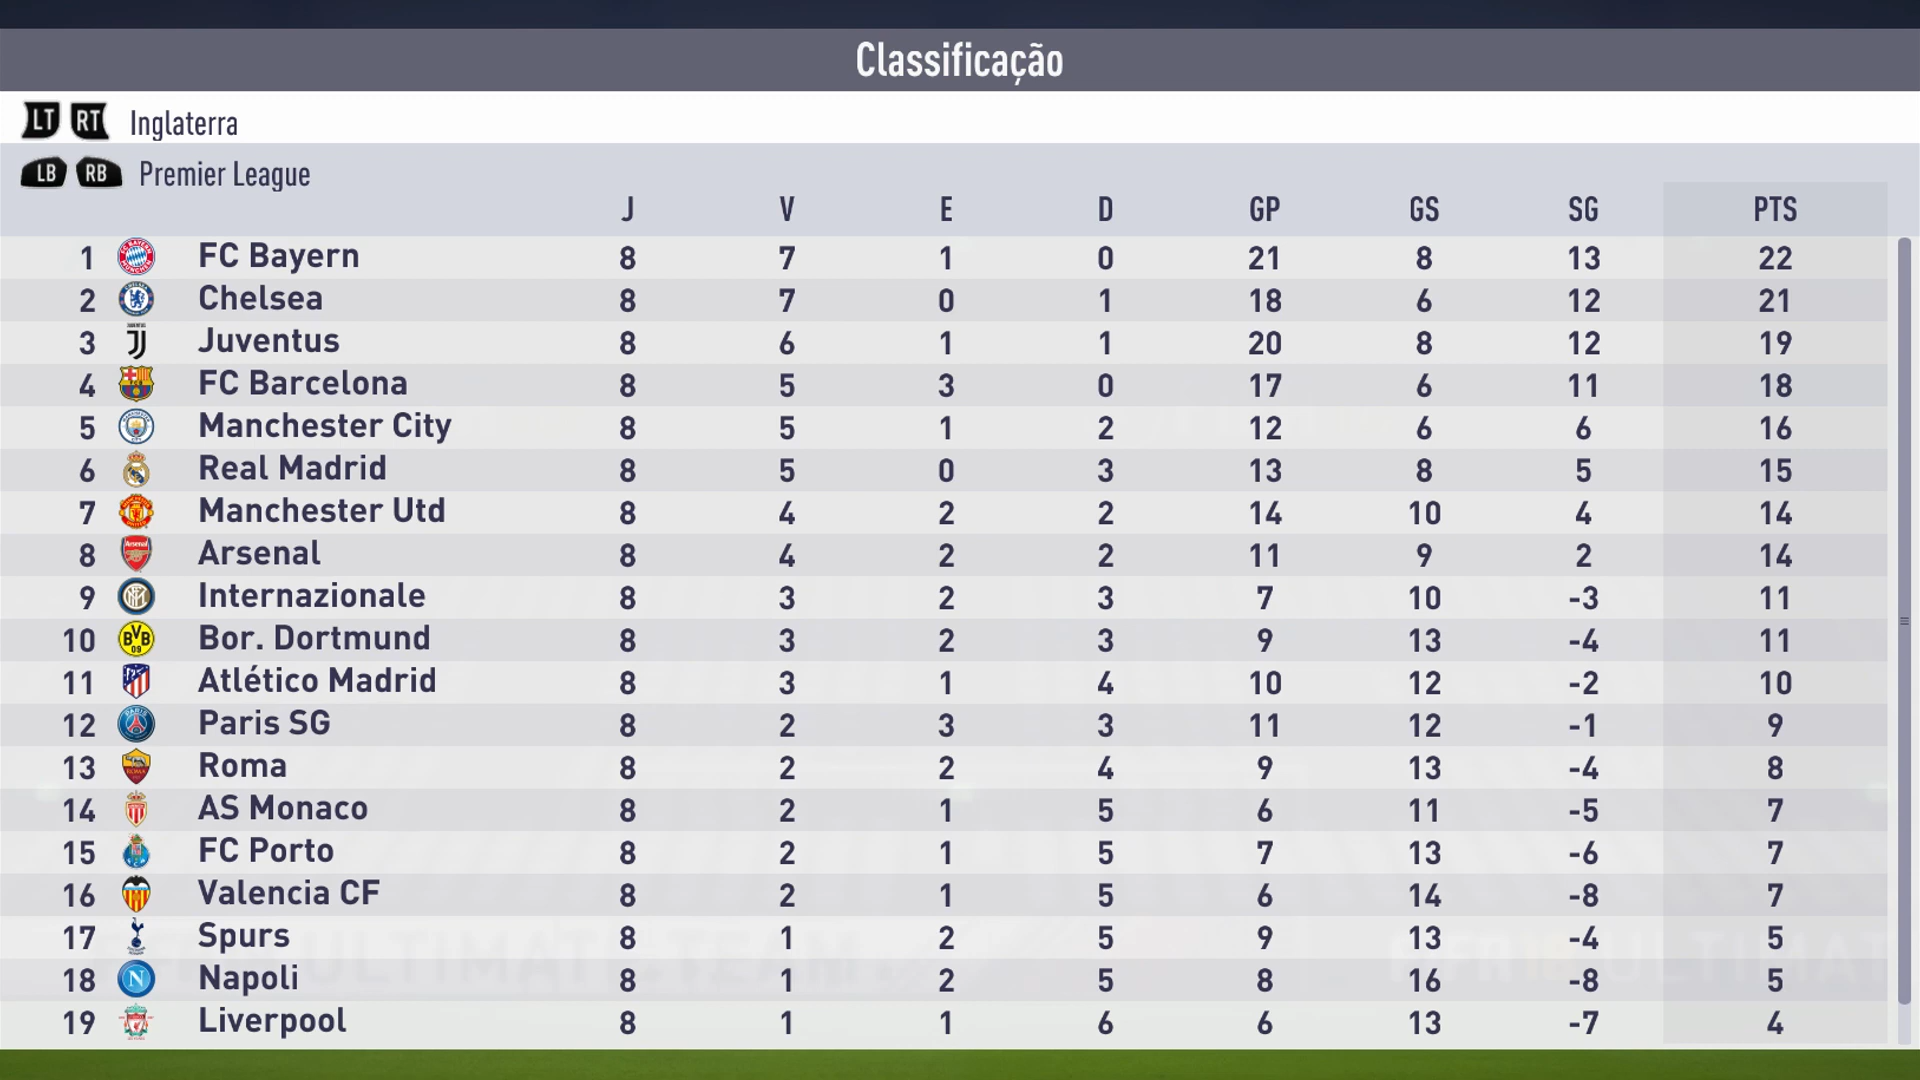 Classificação
LT RT Inglaterra
LB RB Premier League
J V E D GP GS SG PTS
1 FC Bayern 8 7 1 0 21 8 13 22
2 Chelsea 8 7 0 1 18 6 12 21
3 Juventus 8 6 1 1 20 8 12 19
4 FC Barcelona 8 5 3 0 17 6 11 18
5 Manchester City 8 5 1 2 12 6 6 16
6 Real Madrid 8 5 0 3 13 8 5 15
7 Manchester Utd 8 4 2 2 14 10 4 14
8 Arsenal 8 4 2 2 11 9 2 14
9 Internazionale 8 3 2 3 7 10 -3 11
10 Bor. Dortmund 8 3 2 3 9 13 -4 11
11 Atlético Madrid 8 3 1 4 10 12 -2 10
12 Paris SG 8 2 3 3 11 12 -1 9
13 Roma 8 2 2 4 9 13 -4 8
14 AS Monaco 8 2 1 5 6 11 -5 7
15 FC Porto 8 2 1 5 7 13 -6 7
16 Valencia CF 8 2 1 5 6 14 -8 7
17 Spurs 8 1 2 5 9 13 -4 5
18 Napoli 8 1 2 5 8 16 -8 5
19 Liverpool 8 1 1 6 6 13 -7 4